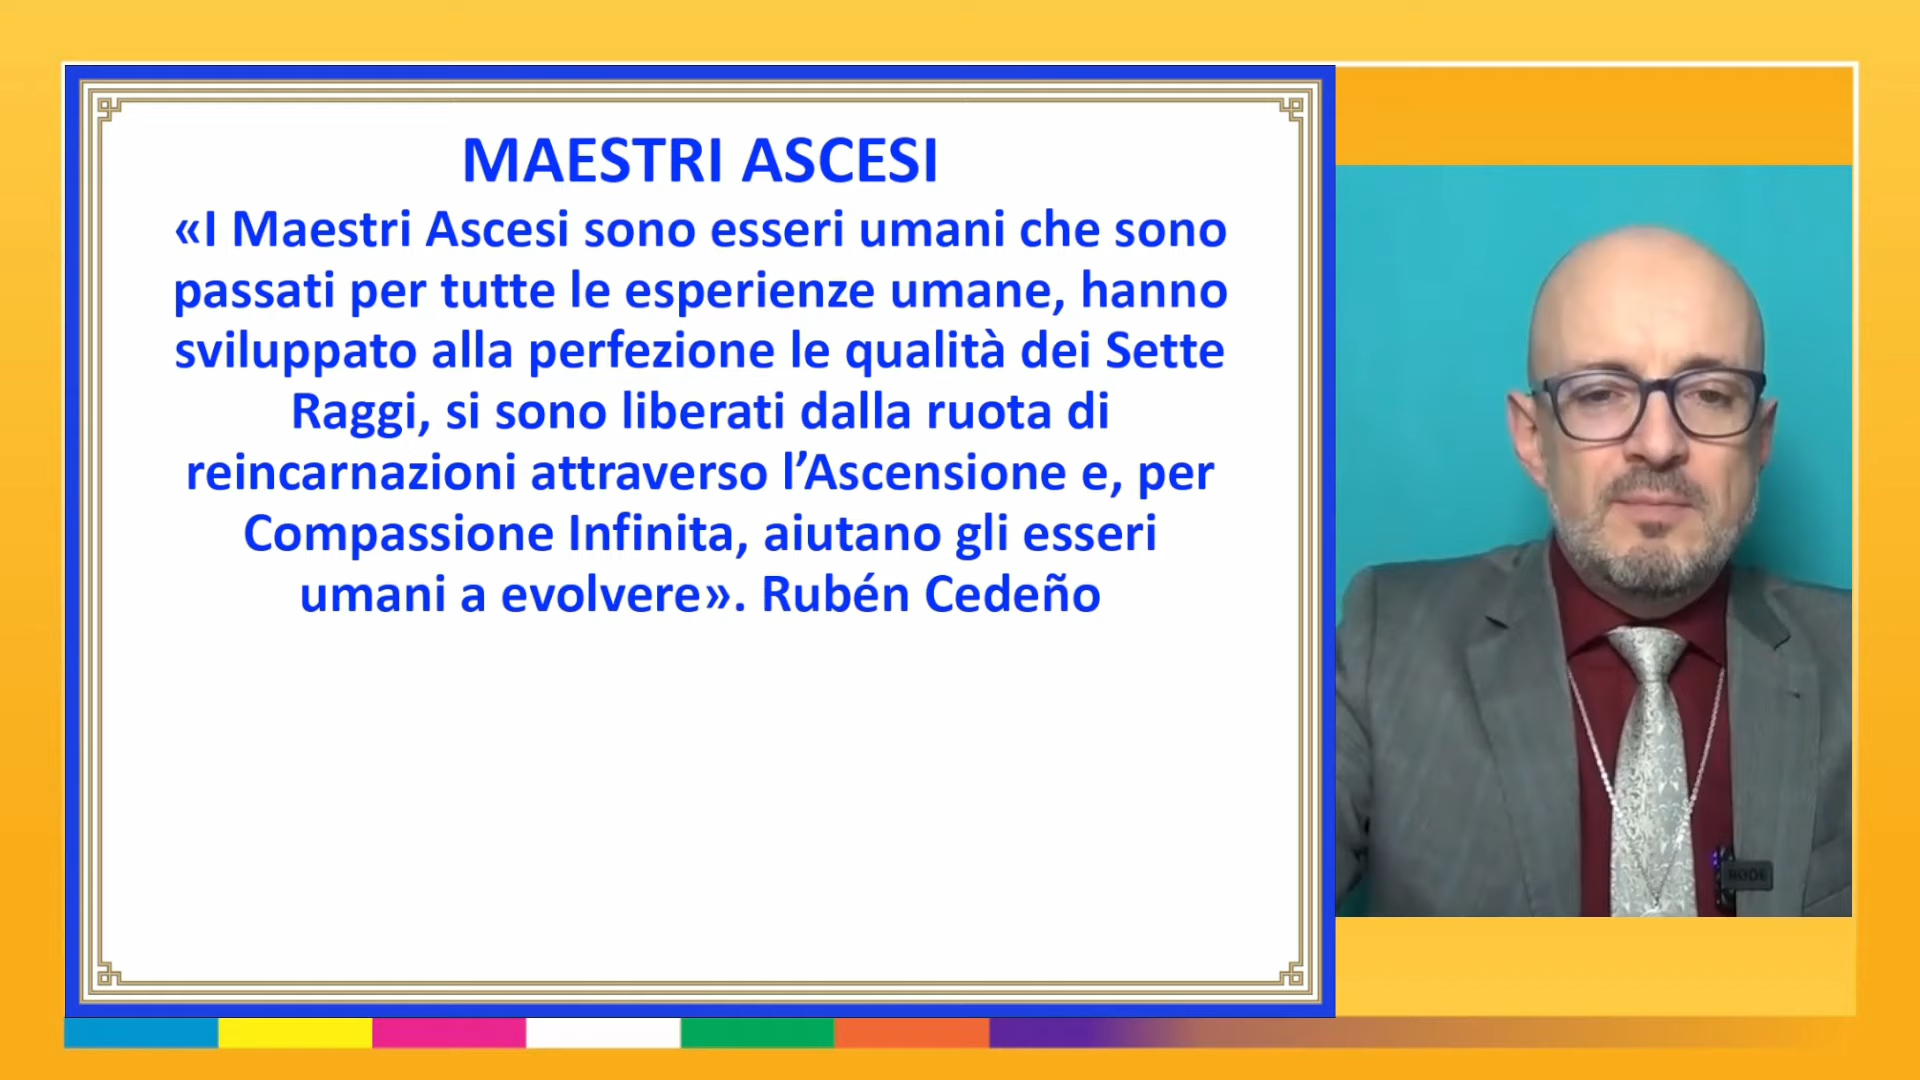 MAESTRI ASCESI
«I Maestri Ascesi sono esseri umani che sono
passati per tutte le esperienze umane, hanno
sviluppato alla perfezione le qualità dei Sette
Raggi, si sono liberati dalla ruota di
reincarnazioni attraverso l’Ascensione e, per
Compassione Infinita, aiutano gli esseri
umani a evolvere». Rubén Cedeño
RODE